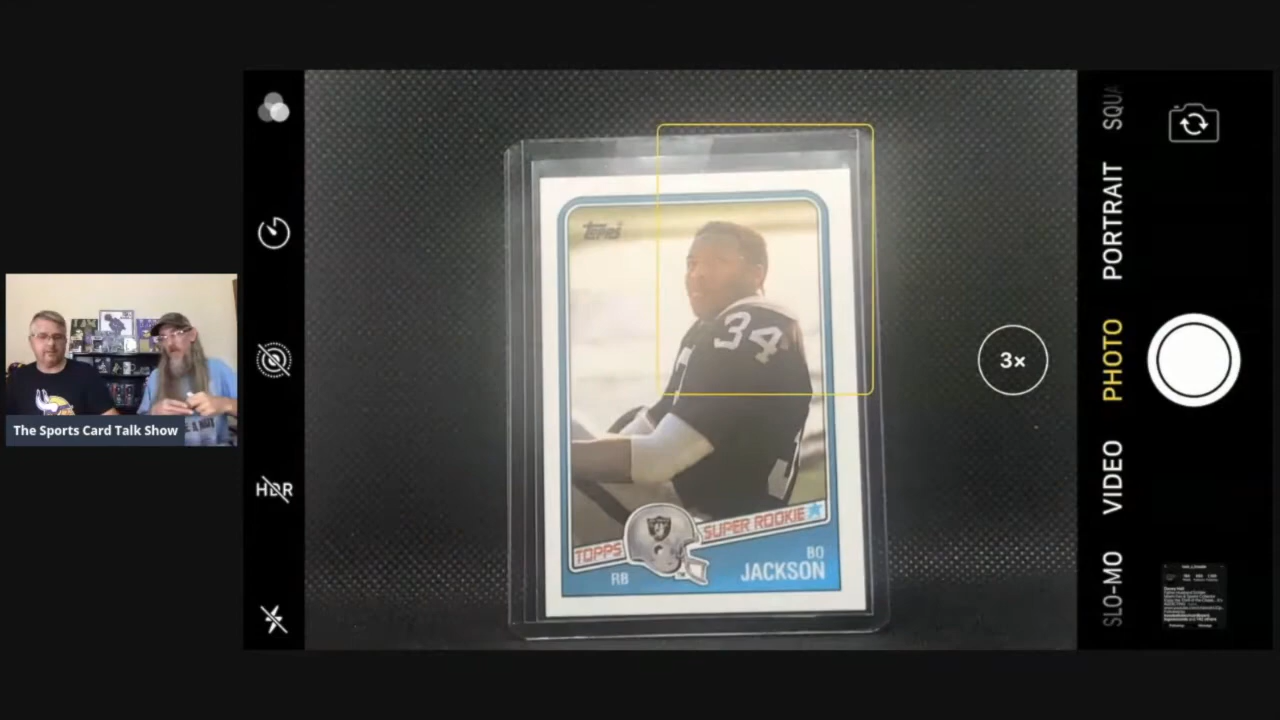 HDR
topps
34
TOPPS
SUPER ROOKIE
RB
BO
JACKSON
The Sports Card Talk Show
3×
SQUA
PORTRAIT
PHOTO
VIDEO
SLO-MO